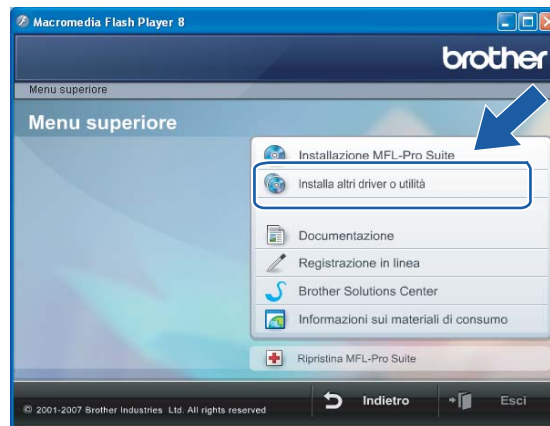 Macromedia Flash Player 8
brother
Menu superiore
Menu superiore
Installazione MFL-Pro Suite
Installa altri driver o utilità
Documentazione
Registrazione in linea
Brother Solutions Center
Informazioni sui materiali di consumo
Ripristina MFL-Pro Suite
© 2001-2007 Brother Industries Ltd. All rights reserved
Indietro
Esci